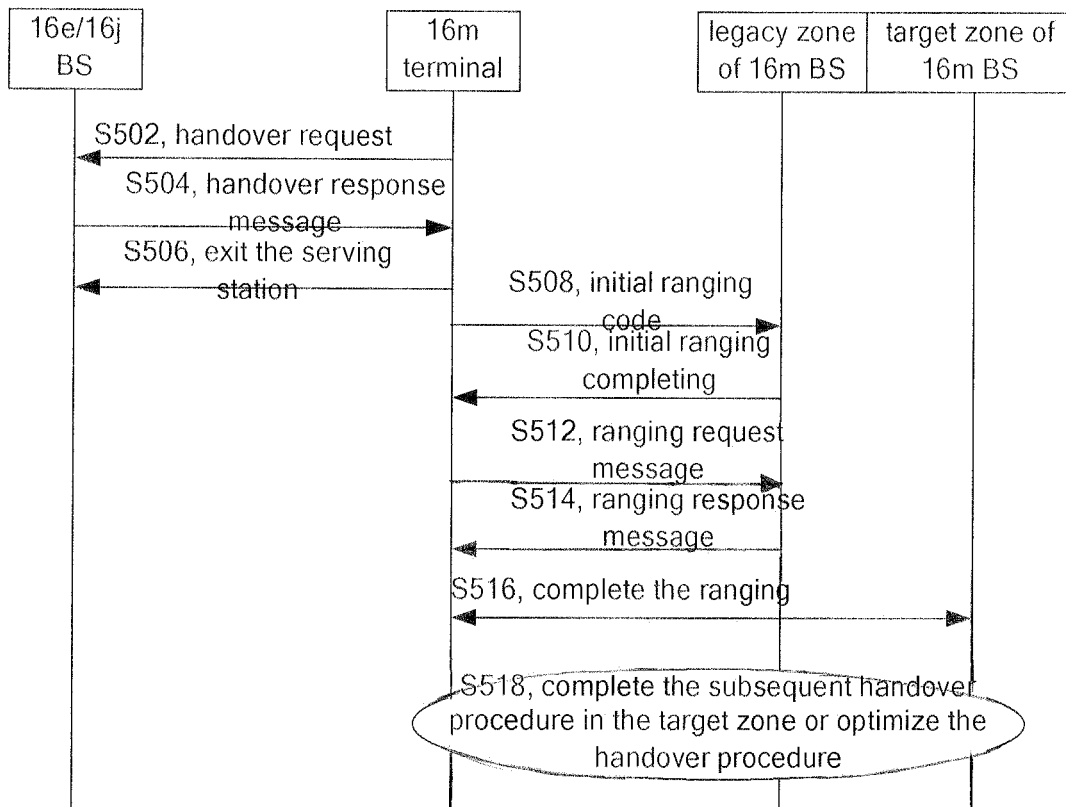 16e/16j
BS
16m
terminal
legacy zone
of 16m BS
target zone of
16m BS
S502, handover request
S504, handover response
message
S506, exit the serving
station
S508, initial ranging
code
S510, initial ranging
completing
S512, ranging request
message
S514, ranging response
message
S516, complete the ranging
S518, complete the subsequent handover
procedure in the target zone or optimize the
handover procedure